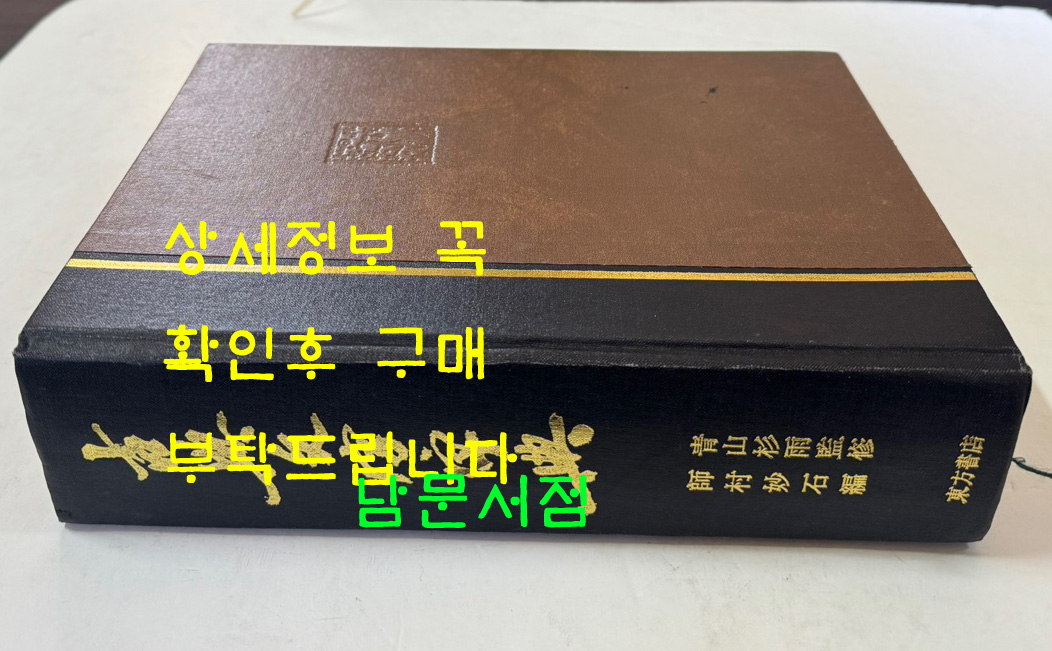 상세정보 꼭
확인후 구매
부탁드립니다
남문서점
青山杉雨監修
師村妙石編
東方書店